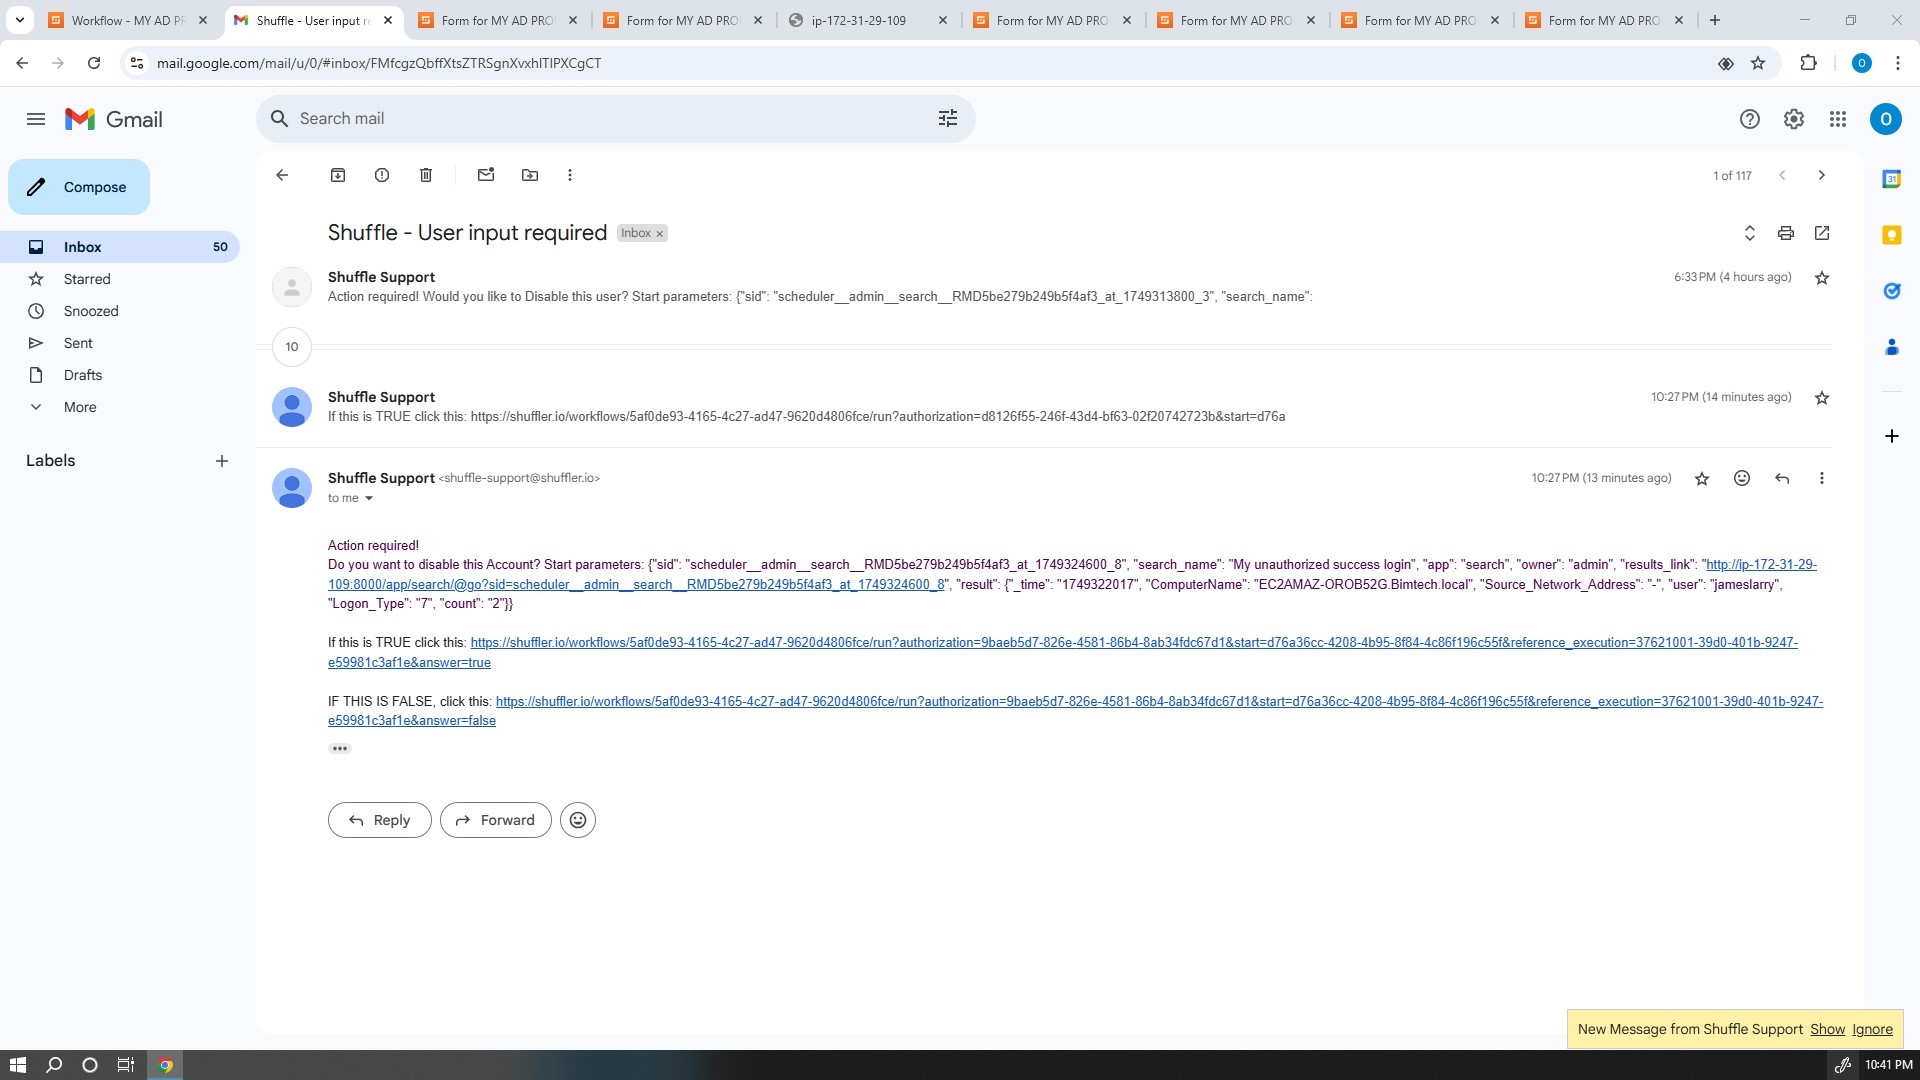 Workflow - MY AD PR
Shuffle - User input re
Form for MY AD PRO
Form for MY AD PRO
ip-172-31-29-109
Form for MY AD PRO
Form for MY AD PRO
Form for MY AD PRO
Form for MY AD PRO
mail.google.com/mail/u/0/#inbox/FMfcgzQbffXtsZTRSgnXvxhlTlPXCgCT
O
Gmail
Search mail
O
Compose
1 of 117
31
Inbox 50
Starred
Snoozed
Sent
Drafts
More
Labels
Shuffle - User input required Inbox x
Shuffle Support 6:33 PM (4 hours ago)
Action required! Would you like to Disable this user? Start parameters: {"sid": "scheduler__admin__search__RMD5be279b249b5f4af3_at_1749313800_3", "search_name":
10
Shuffle Support 10:27 PM (14 minutes ago)
If this is TRUE click this: https://shuffler.io/workflows/5af0de93-4165-4c27-ad47-9620d4806fce/run?authorization=d8126f55-246f-43d4-bf63-02f20742723b&start=d76a
Shuffle Support <shuffle-support@shuffler.io> 10:27 PM (13 minutes ago)
to me
Action required!
Do you want to disable this Account? Start parameters: {"sid": "scheduler__admin__search__RMD5be279b249b5f4af3_at_1749324600_8", "search_name": "My unauthorized success login", "app": "search", "owner": "admin", "results_link": "http://ip-172-31-29-
109:8000/app/search/@go?sid=scheduler__admin__search__RMD5be279b249b5f4af3_at_1749324600_8", "result": {"_time": "1749322017", "ComputerName": "EC2AMAZ-OROB52G.Bimtech.local", "Source_Network_Address": "-", "user": "jameslarry",
"Logon_Type": "7", "count": "2"}}
If this is TRUE click this: https://shuffler.io/workflows/5af0de93-4165-4c27-ad47-9620d4806fce/run?authorization=9baeb5d7-826e-4581-86b4-8ab34fdc67d1&start=d76a36cc-4208-4b95-8f84-4c86f196c55f&reference_execution=37621001-39d0-401b-9247-
e59981c3af1e&answer=true
IF THIS IS FALSE, click this: https://shuffler.io/workflows/5af0de93-4165-4c27-ad47-9620d4806fce/run?authorization=9baeb5d7-826e-4581-86b4-8ab34fdc67d1&start=d76a36cc-4208-4b95-8f84-4c86f196c55f&reference_execution=37621001-39d0-401b-9247-
e59981c3af1e&answer=false
Reply
Forward
New Message from Shuffle Support Show Ignore
10:41 PM